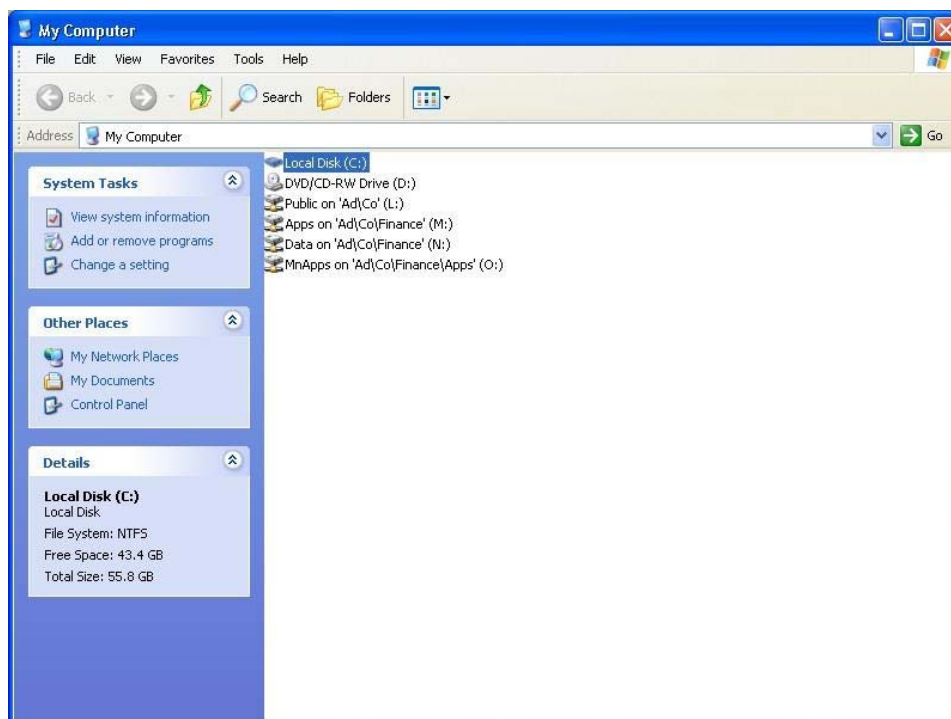 My Computer
File Edit View Favorites Tools Help
Back Search Folders
Address My Computer Go
System Tasks
View system information
Add or remove programs
Change a setting
Other Places
My Network Places
My Documents
Control Panel
Details
Local Disk (C:)
Local Disk
File System: NTFS
Free Space: 43.4 GB
Total Size: 55.8 GB
Local Disk (C:)
DVD/CD-RW Drive (D:)
Public on 'Ad\Co' (L:)
Apps on 'Ad\Co\Finance' (M:)
Data on 'Ad\Co\Finance' (N:)
MnApps on 'Ad\Co\Finance\Apps' (O:)